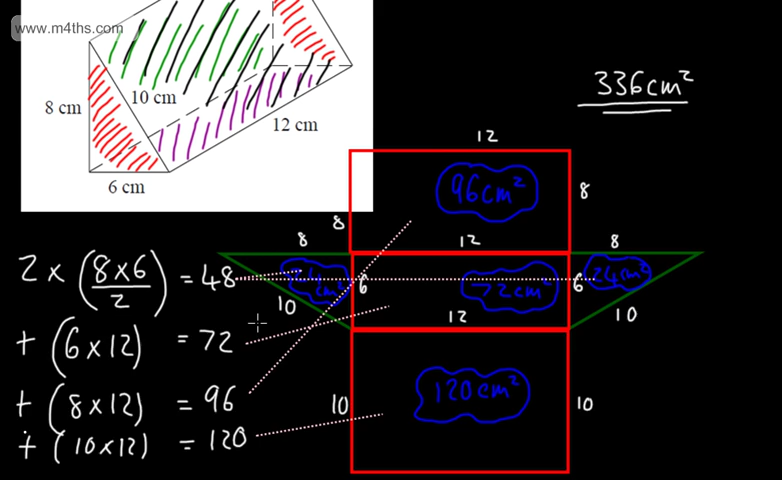 www.m4ths.com
336cm²
8 cm
10 cm
12 cm
6 cm
12
96cm²
8
8
8
12
8
24 cm²
6
72cm²
6
24cm²
10
12
10
10
120cm²
10
2 × (8×6/2) = 48
+ (6×12) = 72
+ (8×12) = 96
+ (10×12) = 120